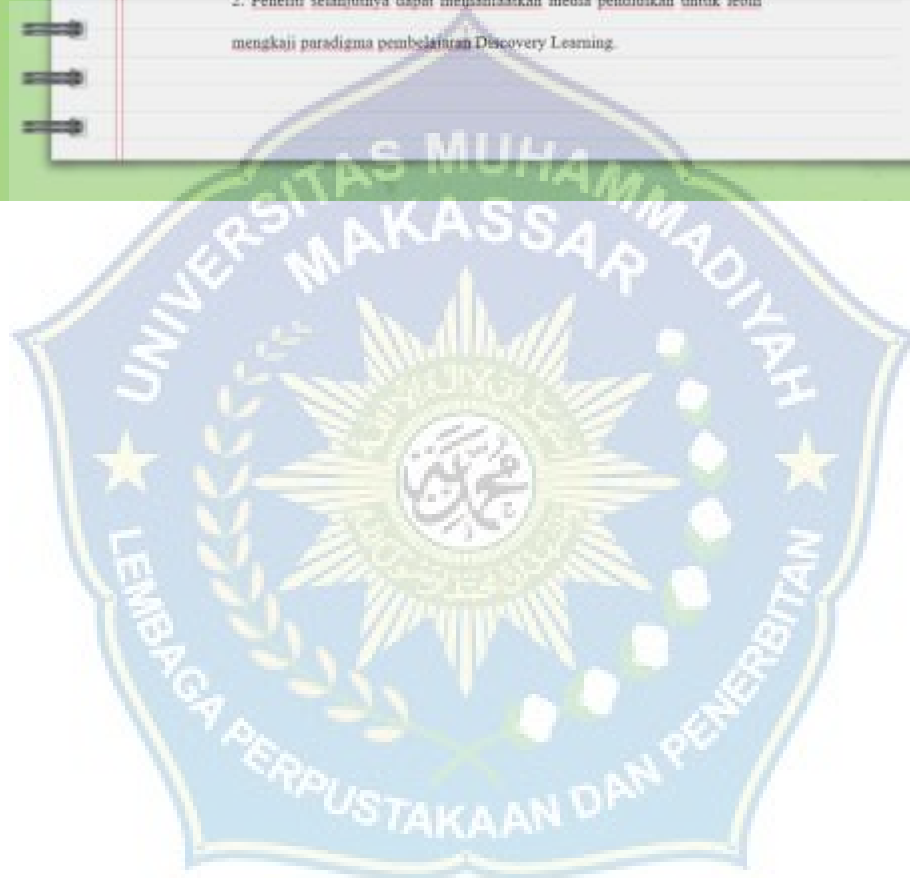 2. Peneliti selanjutnya dapat memanfaatkan media pendidikan untuk lebih
mengkaji paradigma pembelajaran Discovery Learning.
UNIVERSITAS MUHAMMADIYAH
MAKASSAR
LEMBAGA PERPUSTAKAAN DAN PENERBITAN